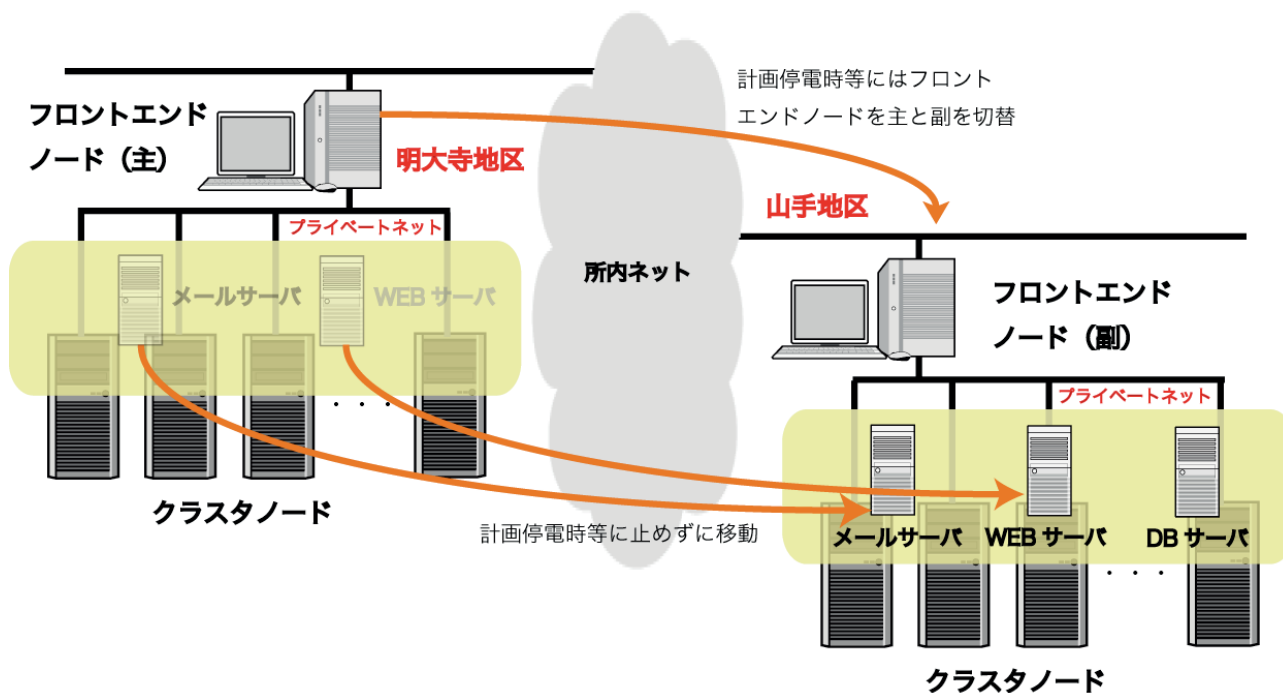 計画停電時等にはフロント
エンドノードを主と副を切替
フロントエンド
ノード（主）
明大寺地区
山手地区
プライベートネット
所内ネット
メールサーバ
WEB サーバ
フロントエンド
ノード（副）
・・・
プライベートネット
クラスタノード
計画停電時等に止めずに移動
メールサーバ
WEB サーバ
DB サーバ
・・・
クラスタノード